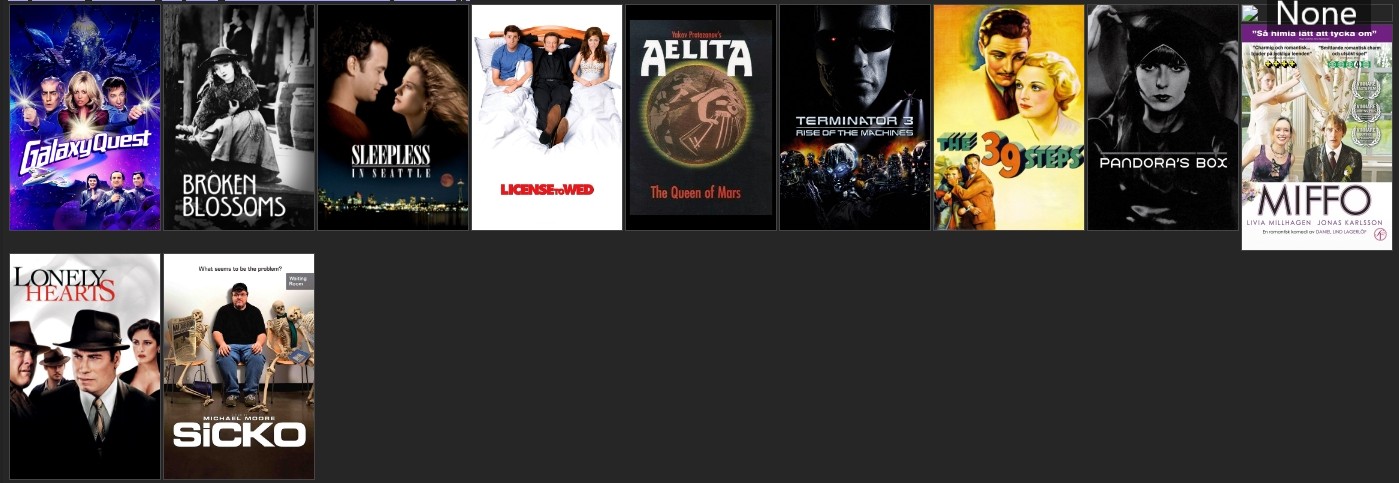 GalaxyQuest
BROKEN
BLOSSOMS
SLEEPLESS
IN SEATTLE
LICENSE TO WED
Yakov Protazanov's
AELITA
The Queen of Mars
TERMINATOR 3
RISE OF THE MACHINES
THE 39 STEPS
PANDORA'S BOX
None
"Så himla lätt att tycka om"
MIFFO
LIVIA MILLHAGEN JONAS KARLSSON
En romantisk komedi av DANIEL LIND LAGERLÖF
LONELY
HEARTS
What seems to be the problem?
Waiting
Room
MICHAEL MOORE
SiCKO